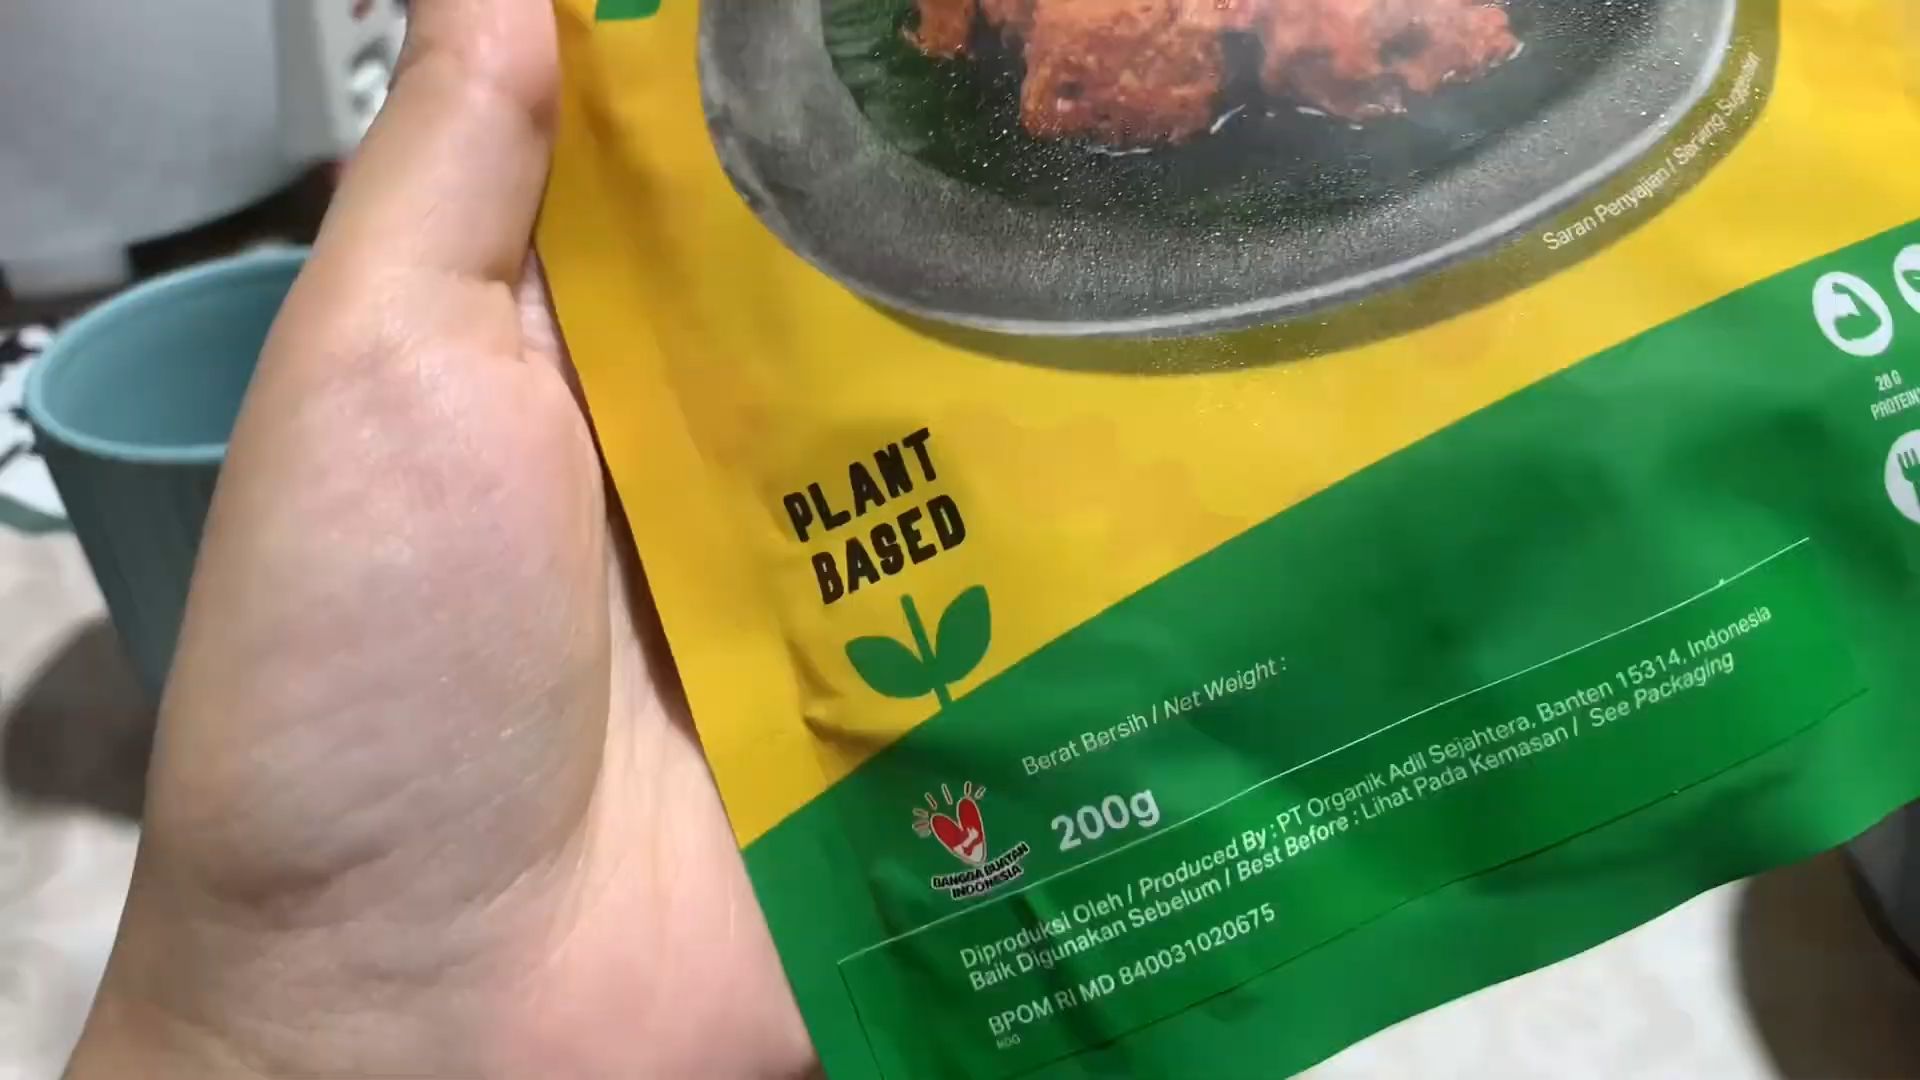 Saran Penyajian / Serving Suggestion
PLANT
BASED
PROTEIN
Berat Bersih / Net Weight :
200g
BANGGA BUATAN
INDONESIA
Diproduksi Oleh / Produced By : PT Organik Adil Sejahtera, Banten 15314, Indonesia
Baik Digunakan Sebelum / Best Before : Lihat Pada Kemasan / See Packaging
BPOM RI MD 840031020675